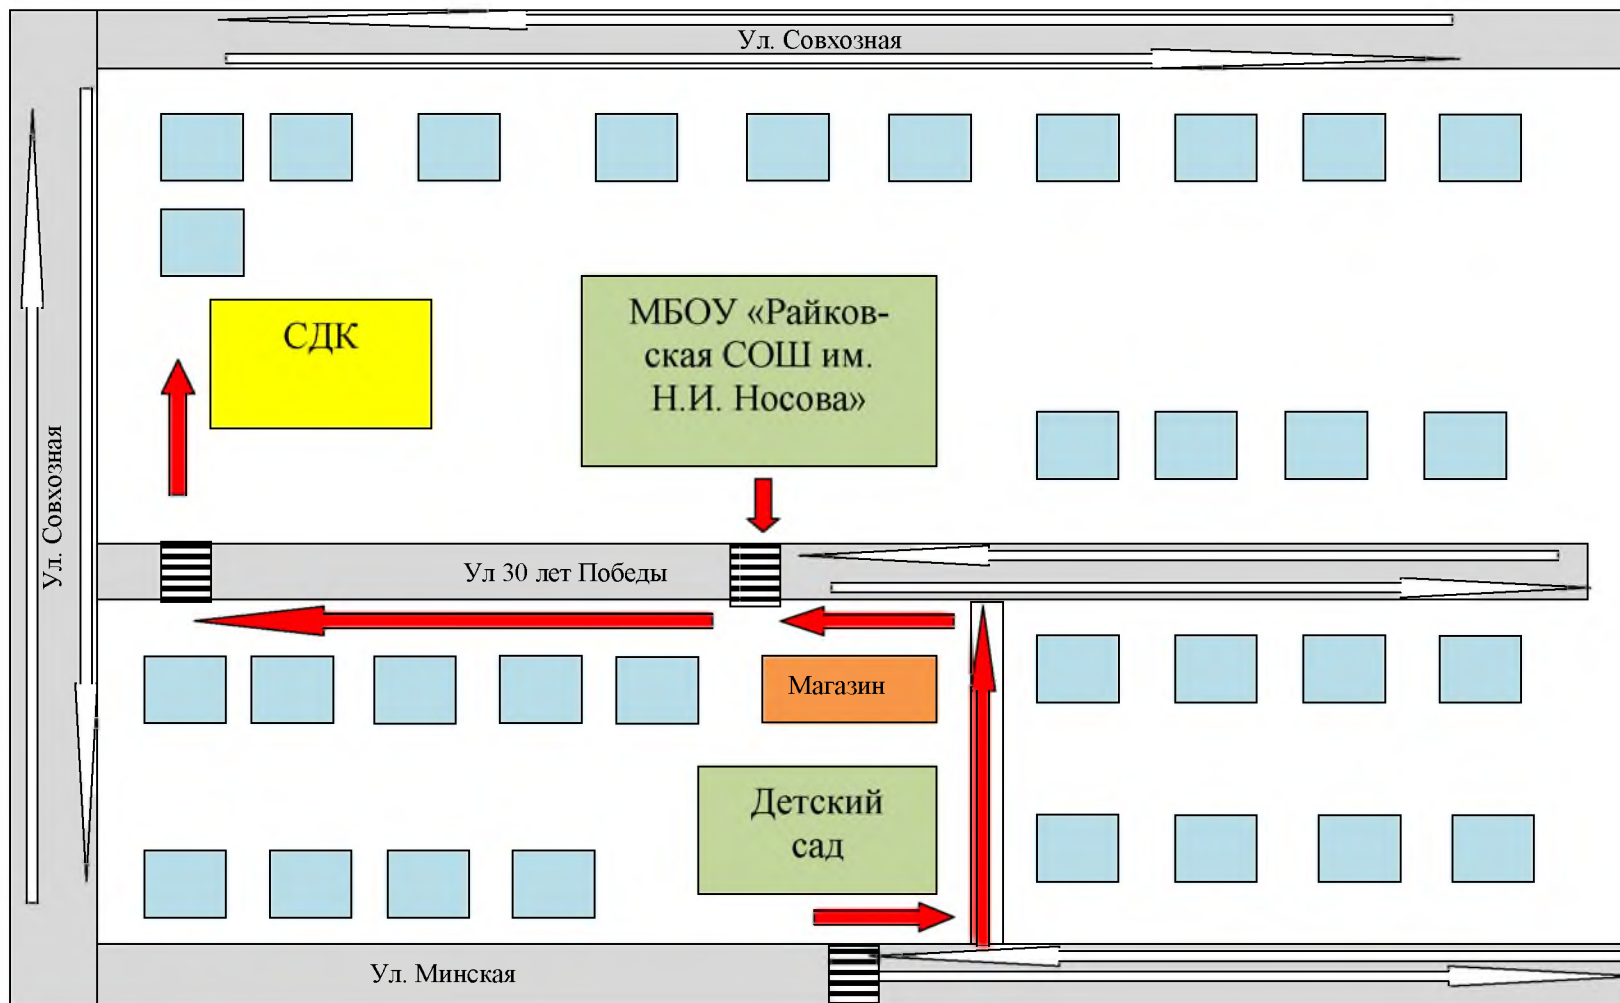 Ул. Совхозная
СДК
МБОУ «Райков-
ская СОШ им.
Н.И. Носова»
Ул. Совхозная
Ул 30 лет Победы
Магазин
Детский
сад
Ул. Минская